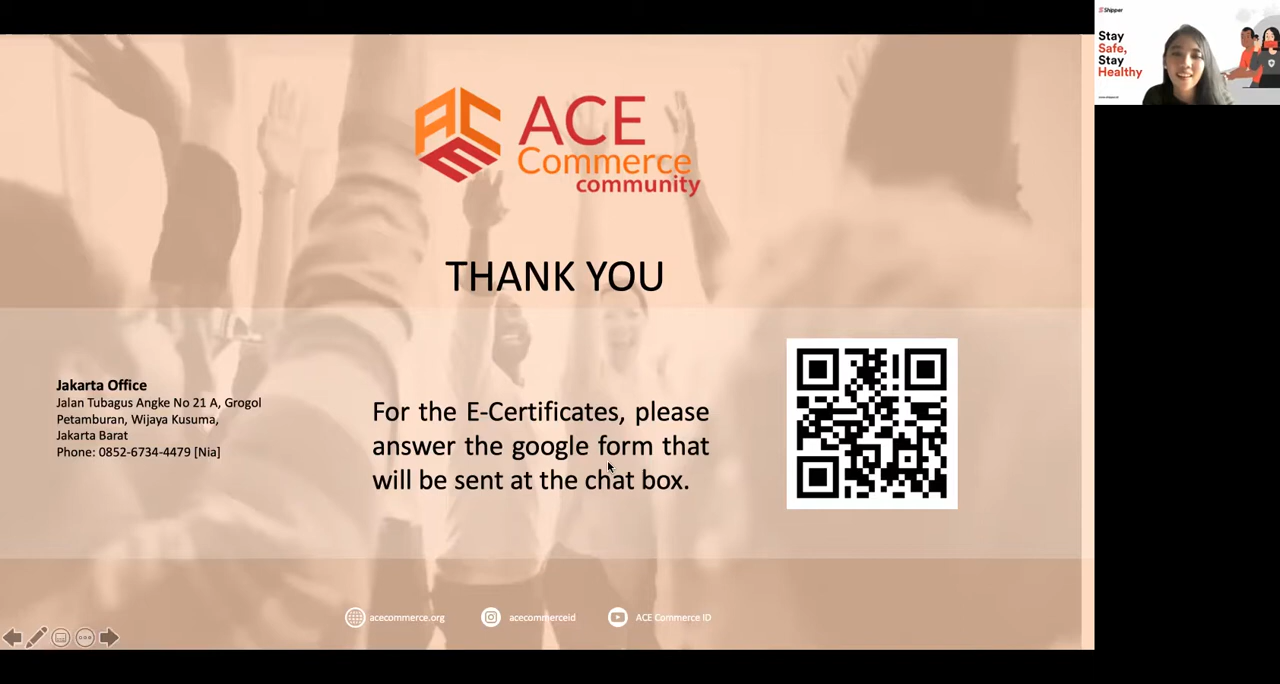 ACE
Commerce
community
THANK YOU
Jakarta Office
Jalan Tubagus Angke No 21 A, Grogol
Petamburan, Wijaya Kusuma,
Jakarta Barat
Phone: 0852-6734-4479 [Nia]
For the E-Certificates, please
answer the google form that
will be sent at the chat box.
acecommerce.org
acecommerceid
ACE Commerce ID
Shipper
Stay
Safe,
Stay
Healthy